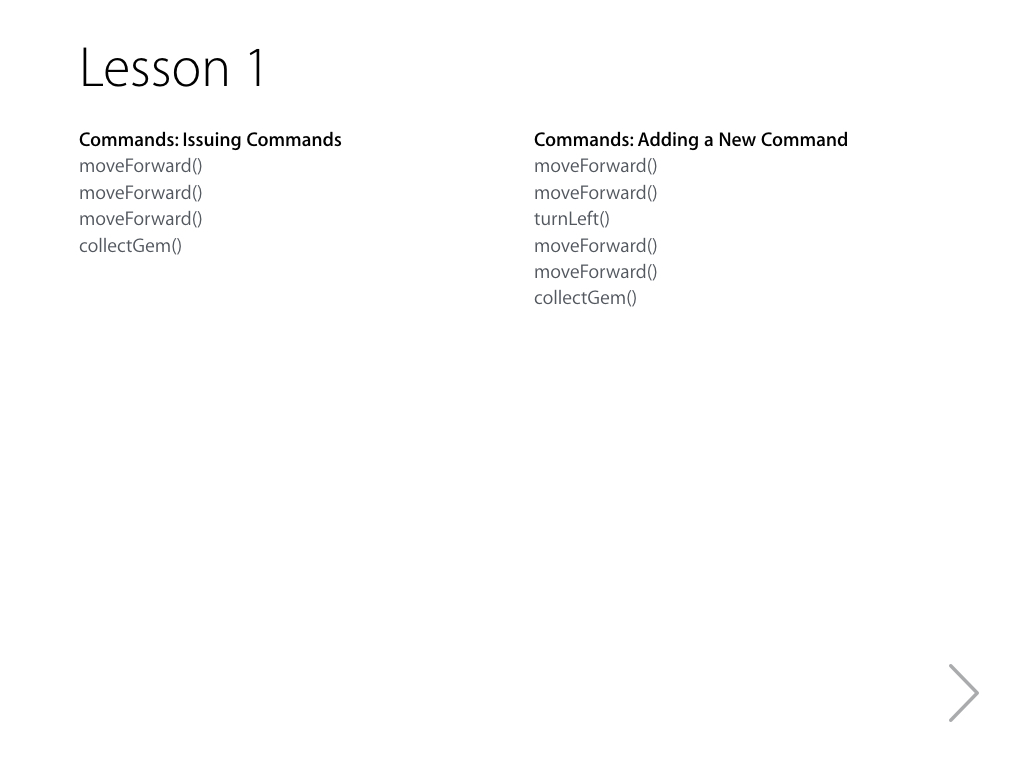 Lesson 1
Commands: Issuing Commands
moveForward()
moveForward()
moveForward()
collectGem()
Commands: Adding a New Command
moveForward()
moveForward()
turnLeft()
moveForward()
moveForward()
collectGem()